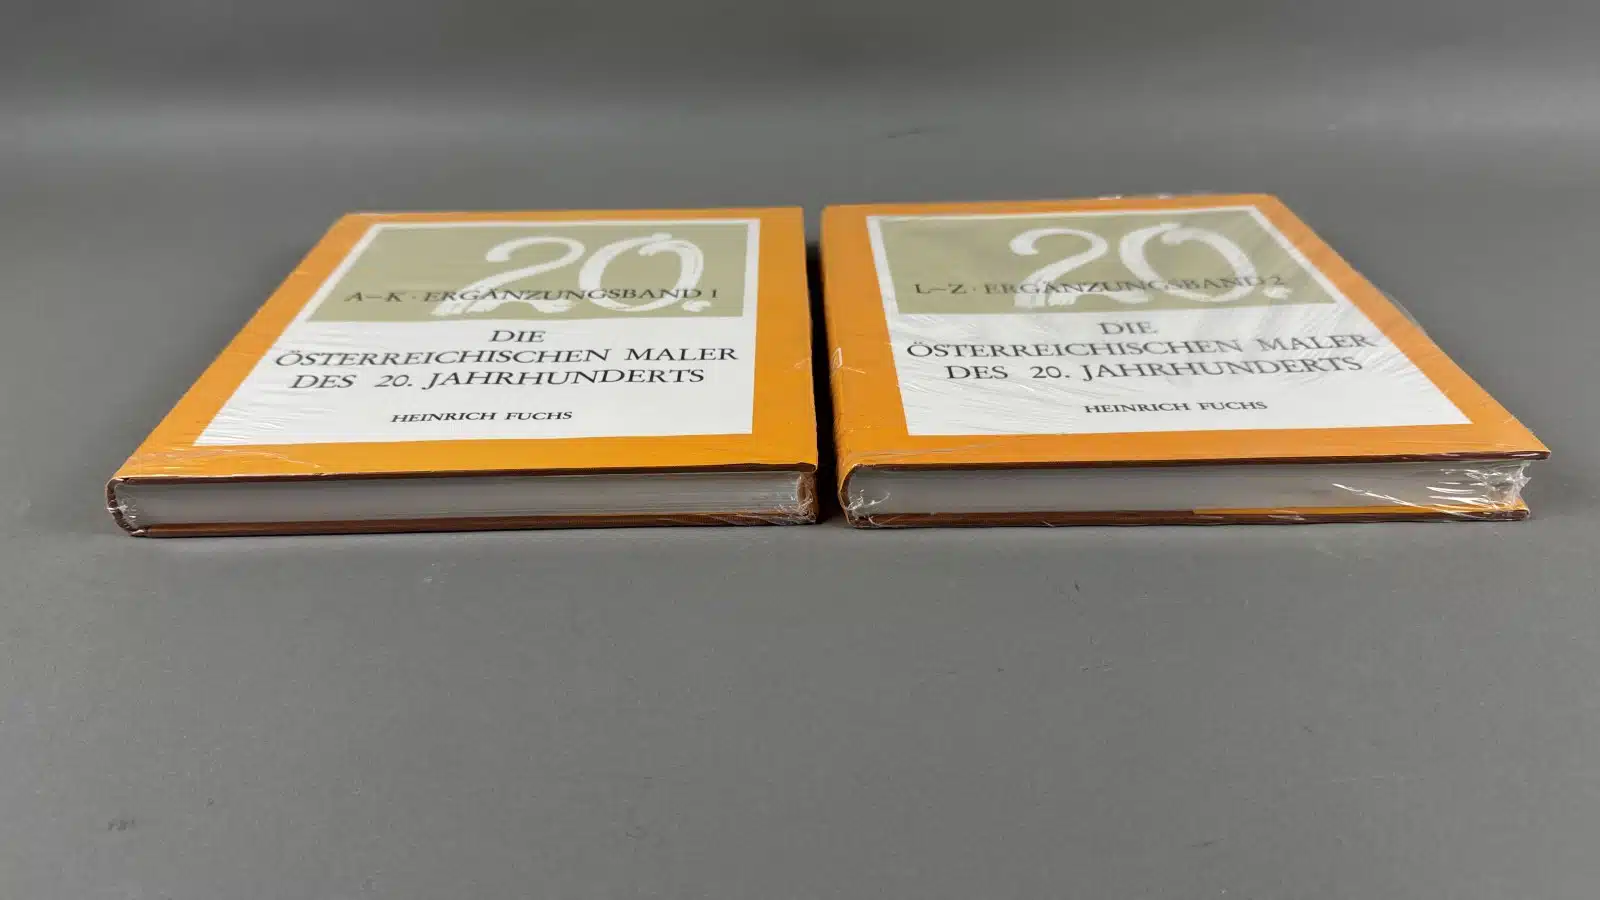 20.
A–K · ERGÄNZUNGSBAND 1
DIE
ÖSTERREICHISCHEN MALER
DES 20. JAHRHUNDERTS
HEINRICH FUCHS
20.
L–Z · ERGÄNZUNGSBAND 2
DIE
ÖSTERREICHISCHEN MALER
DES 20. JAHRHUNDERTS
HEINRICH FUCHS